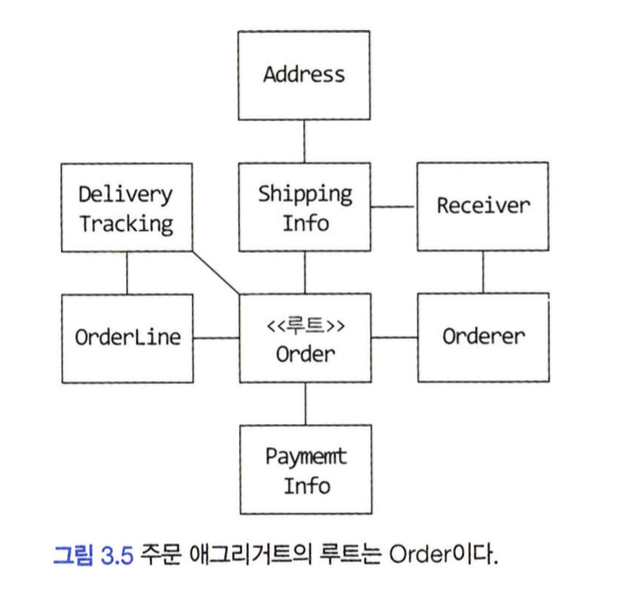 Address
Delivery
Tracking
Shipping
Info
Receiver
OrderLine
<<루트>>
Order
Orderer
Paymemt
Info
그림 3.5 주문 애그리거트의 루트는 Order이다.